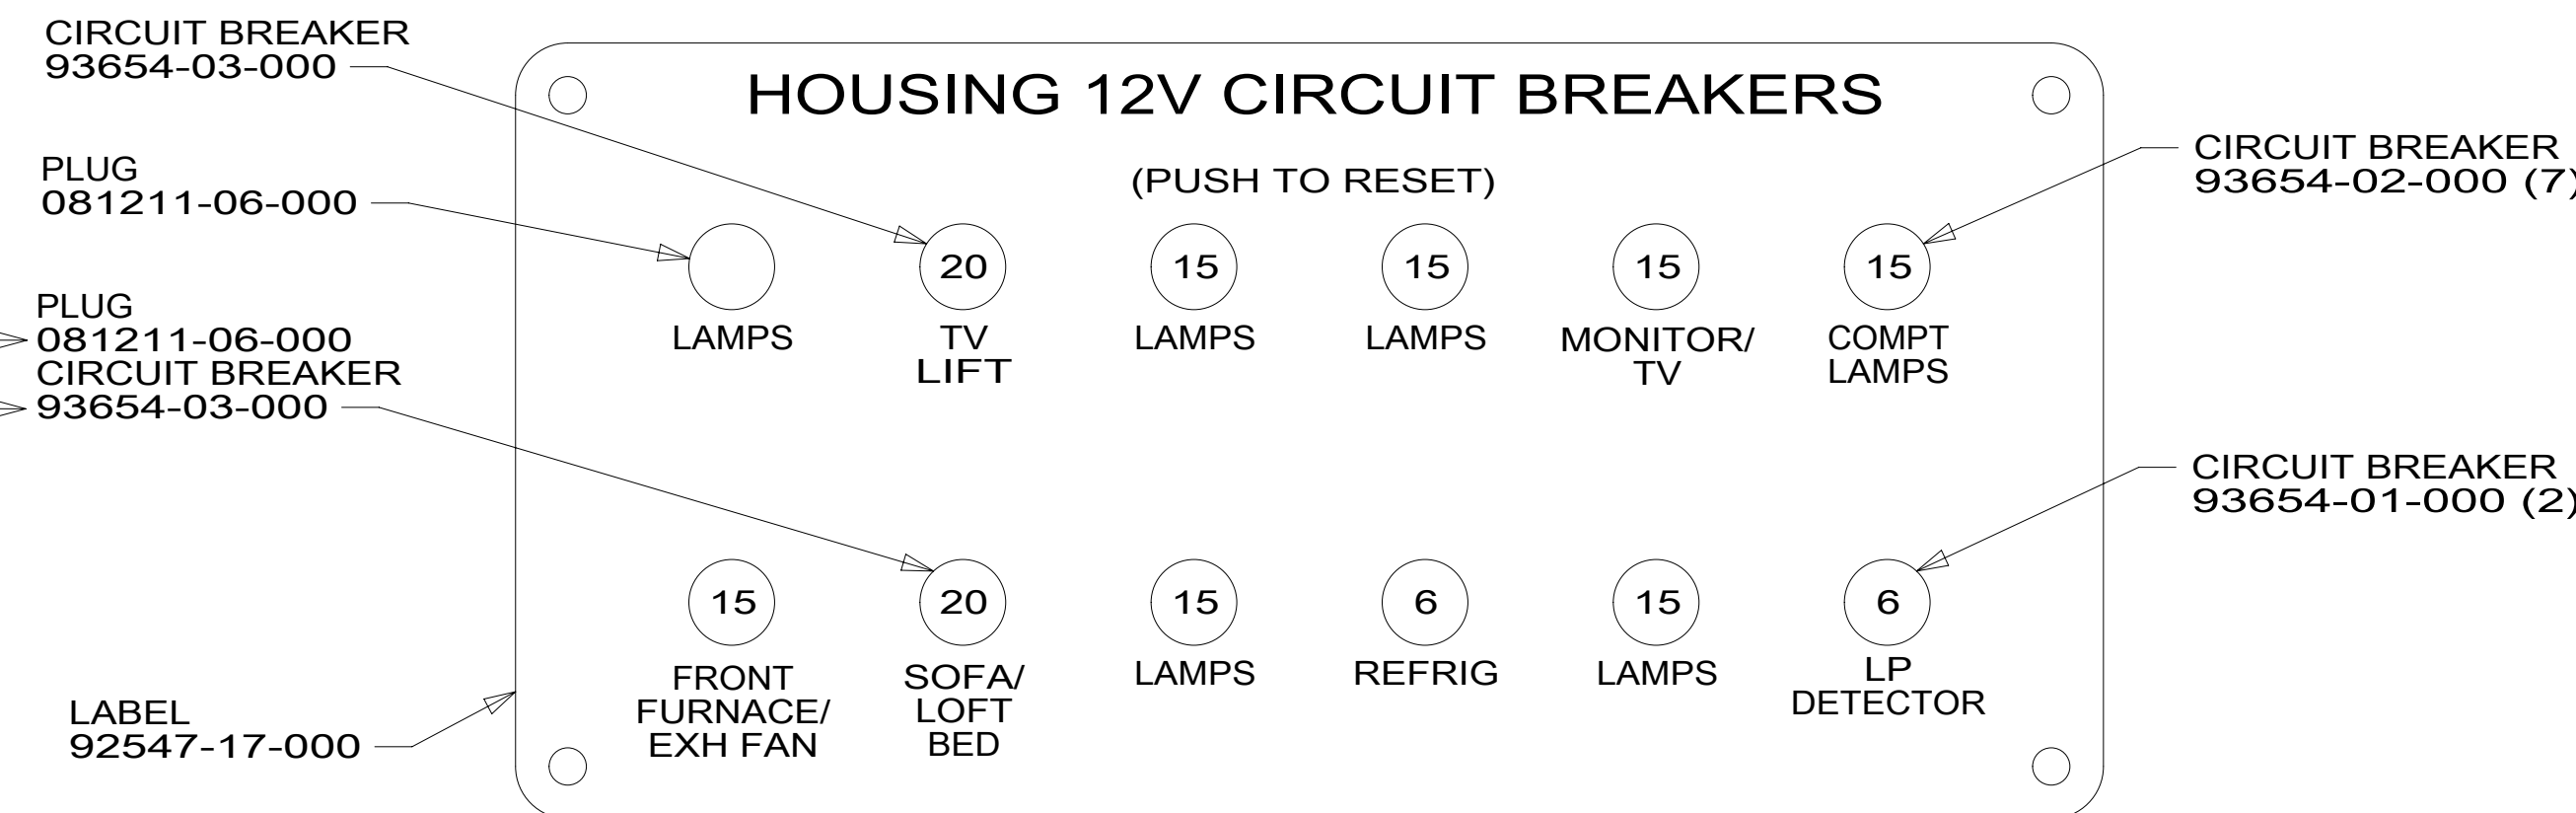 CIRCUIT BREAKER
93654-03-000
PLUG
081211-06-000
PLUG
081211-06-000
CIRCUIT BREAKER
93654-03-000
LABEL
92547-17-000
HOUSING 12V CIRCUIT BREAKERS
(PUSH TO RESET)
20 15 15 15 15
LAMPS TV LAMPS LAMPS MONITOR/ COMPT
LIFT TV LAMPS
15 20 15 6 15 6
FRONT SOFA/ LAMPS REFRIG LAMPS LP
FURNACE/ LOFT DETECTOR
EXH FAN BED
CIRCUIT BREAKER
93654-02-000 (7)
CIRCUIT BREAKER
93654-01-000 (2)